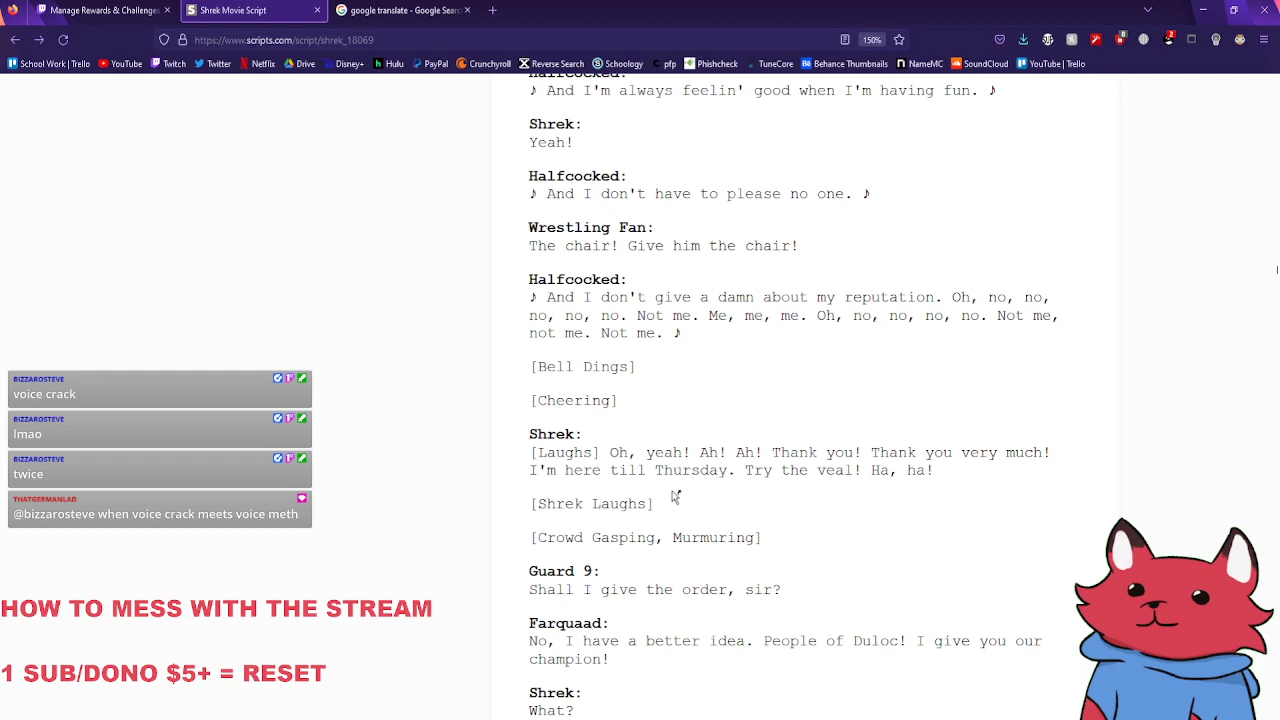 Manage Rewards & Challenges
Shrek Movie Script
google translate - Google Searc
https://www.scripts.com/script/shrek_18069
150%
School Work | Trello
YouTube
Twitch
Twitter
Netflix
Drive
Disney+
Hulu
PayPal
Crunchyroll
Reverse Search
Schoology
pfp
Phishcheck
TuneCore
Behance Thumbnails
NameMC
SoundCloud
YouTube | Trello
Halfcocked:
♪ And I'm always feelin' good when I'm having fun. ♪
Shrek:
Yeah!
Halfcocked:
♪ And I don't have to please no one. ♪
Wrestling Fan:
The chair! Give him the chair!
Halfcocked:
♪ And I don't give a damn about my reputation. Oh, no, no,
no, no, no. Not me. Me, me, me. Oh, no, no, no, no. Not me,
not me. Not me. ♪
[Bell Dings]
[Cheering]
Shrek:
[Laughs] Oh, yeah! Ah! Ah! Thank you! Thank you very much!
I'm here till Thursday. Try the veal! Ha, ha!
[Shrek Laughs]
[Crowd Gasping, Murmuring]
Guard 9:
Shall I give the order, sir?
Farquaad:
No, I have a better idea. People of Duloc! I give you our
champion!
Shrek:
What?
BIZZAROSTEVE
voice crack
BIZZAROSTEVE
lmao
BIZZAROSTEVE
twice
THATGERMANLAD
@bizzarosteve when voice crack meets voice meth
HOW TO MESS WITH THE STREAM
1 SUB/DONO $5+ = RESET